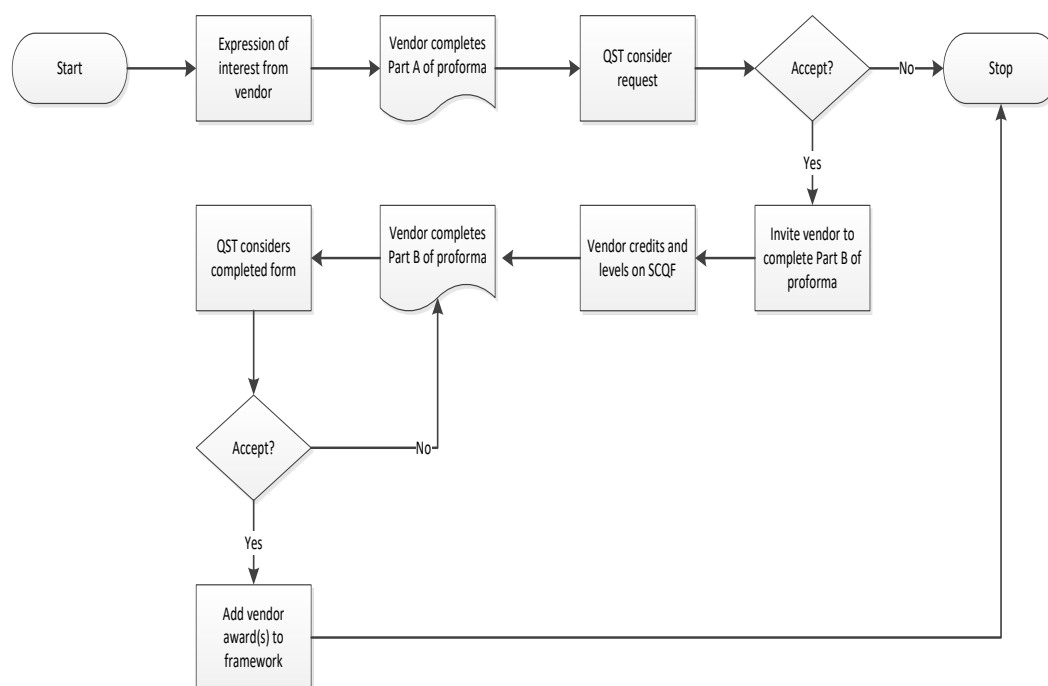 Start
Expression of
interest from
vendor
Vendor completes
Part A of proforma
QST consider
request
Accept?
No
Stop
Yes
Invite vendor to
complete Part B of
proforma
Vendor credits and
levels on SCQF
Vendor completes
Part B of proforma
QST considers
completed form
Accept?
No
Yes
Add vendor
award(s) to
framework